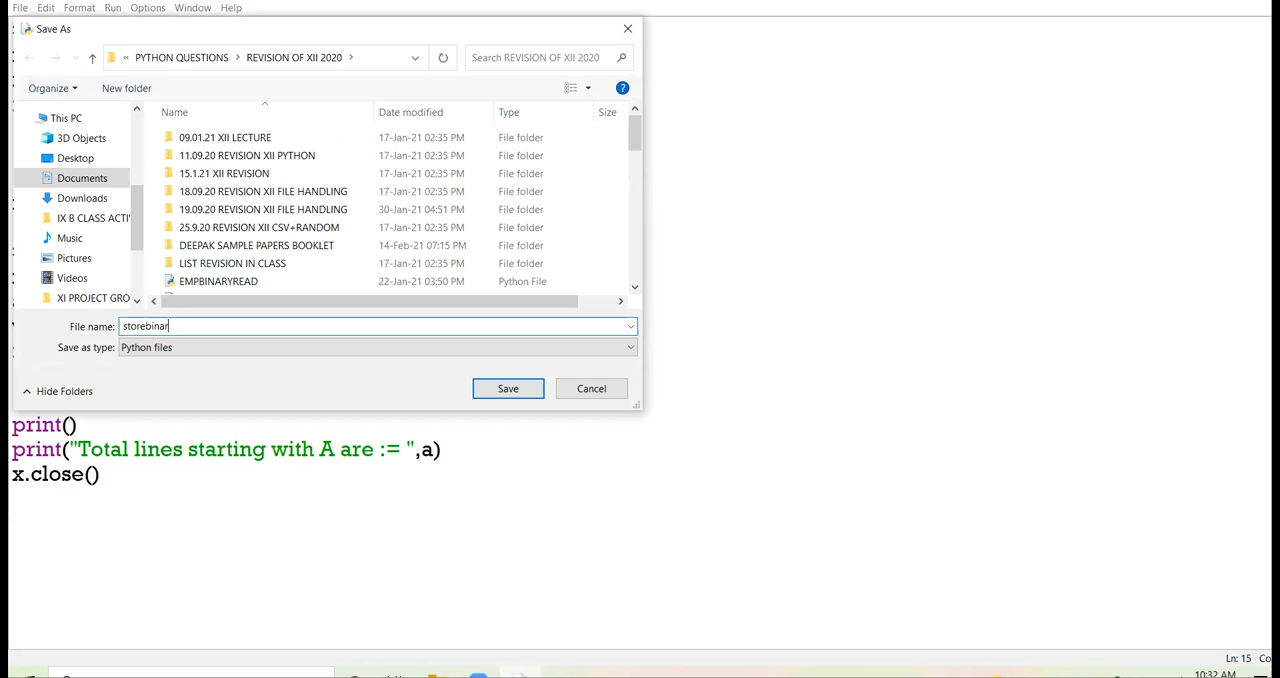 File Edit Format Run Options Window Help
Save As
« PYTHON QUESTIONS > REVISION OF XII 2020 >
Search REVISION OF XII 2020
Organize New folder
?
Name Date modified Type Size
This PC
3D Objects
Desktop
Documents
Downloads
IX B CLASS ACTI
Music
Pictures
Videos
XI PROJECT GRO
09.01.21 XII LECTURE 17-Jan-21 02:35 PM File folder
11.09.20 REVISION XII PYTHON 17-Jan-21 02:35 PM File folder
15.1.21 XII REVISION 17-Jan-21 02:35 PM File folder
18.09.20 REVISION XII FILE HANDLING 17-Jan-21 02:35 PM File folder
19.09.20 REVISION XII FILE HANDLING 30-Jan-21 04:51 PM File folder
25.9.20 REVISION XII CSV+RANDOM 17-Jan-21 02:35 PM File folder
DEEPAK SAMPLE PAPERS BOOKLET 14-Feb-21 07:15 PM File folder
LIST REVISION IN CLASS 17-Jan-21 02:35 PM File folder
EMPBINARYREAD 22-Jan-21 03:50 PM Python File
File name: storebinar
Save as type: Python files
Hide Folders
Save Cancel
print()
print("Total lines starting with A are := ",a)
x.close()
Ln: 15 Co
10:32 AM